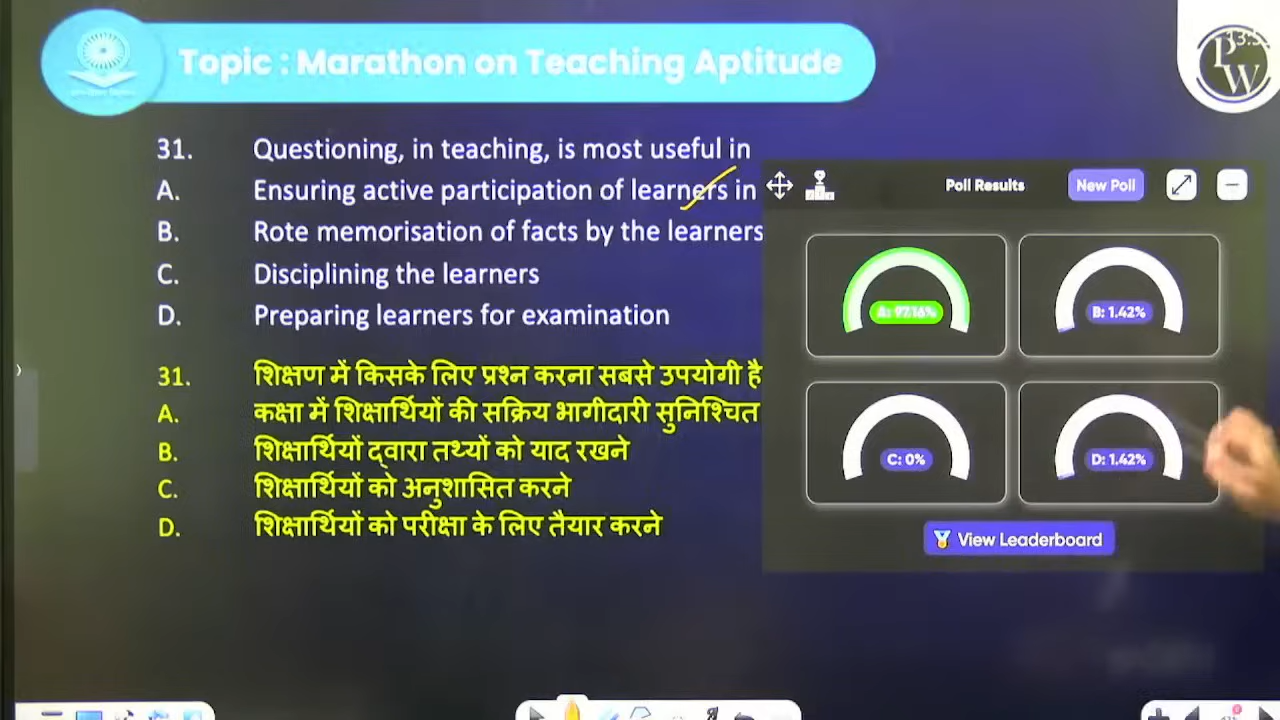 Topic : Marathon on Teaching Aptitude
PW
31. Questioning, in teaching, is most useful in
A. Ensuring active participation of learners in
B. Rote memorisation of facts by the learners
C. Disciplining the learners
D. Preparing learners for examination
31. शिक्षण में किसके लिए प्रश्न करना सबसे उपयोगी है
A. कक्षा में शिक्षार्थियों की सक्रिय भागीदारी सुनिश्चित
B. शिक्षार्थियों द्वारा तथ्यों को याद रखने
C. शिक्षार्थियों को अनुशासित करने
D. शिक्षार्थियों को परीक्षा के लिए तैयार करने
Poll Results
New Poll
A: 97.16%
B: 1.42%
C: 0%
D: 1.42%
View Leaderboard